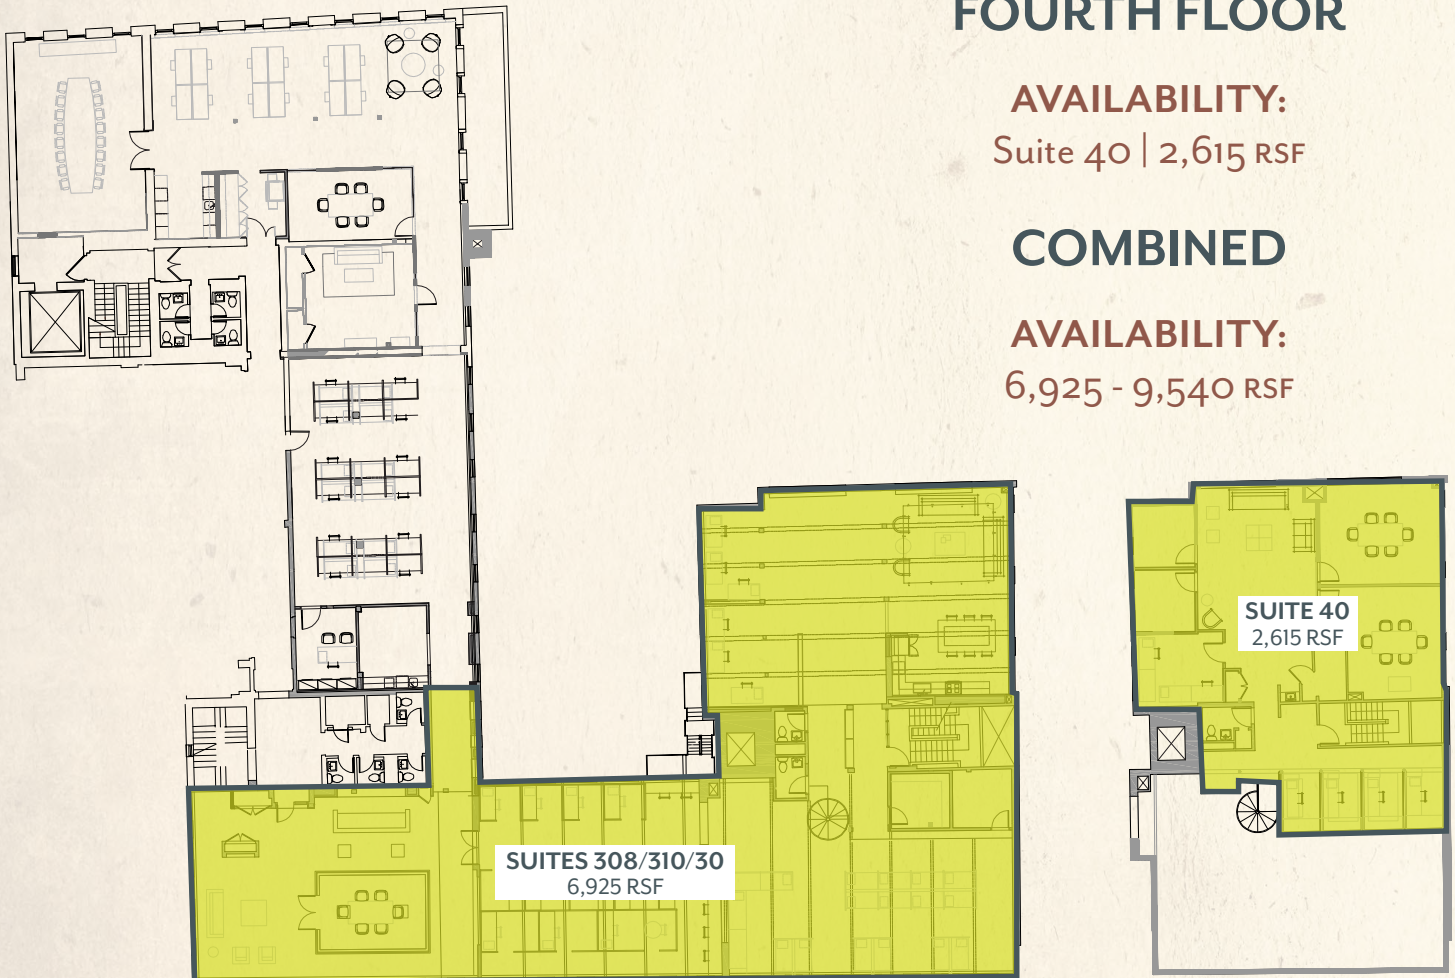 FOURTH FLOOR
AVAILABILITY:
Suite 40 | 2,615 RSF
COMBINED
AVAILABILITY:
6,925 - 9,540 RSF
SUITE 40
2,615 RSF
SUITES 308/310/30
6,925 RSF